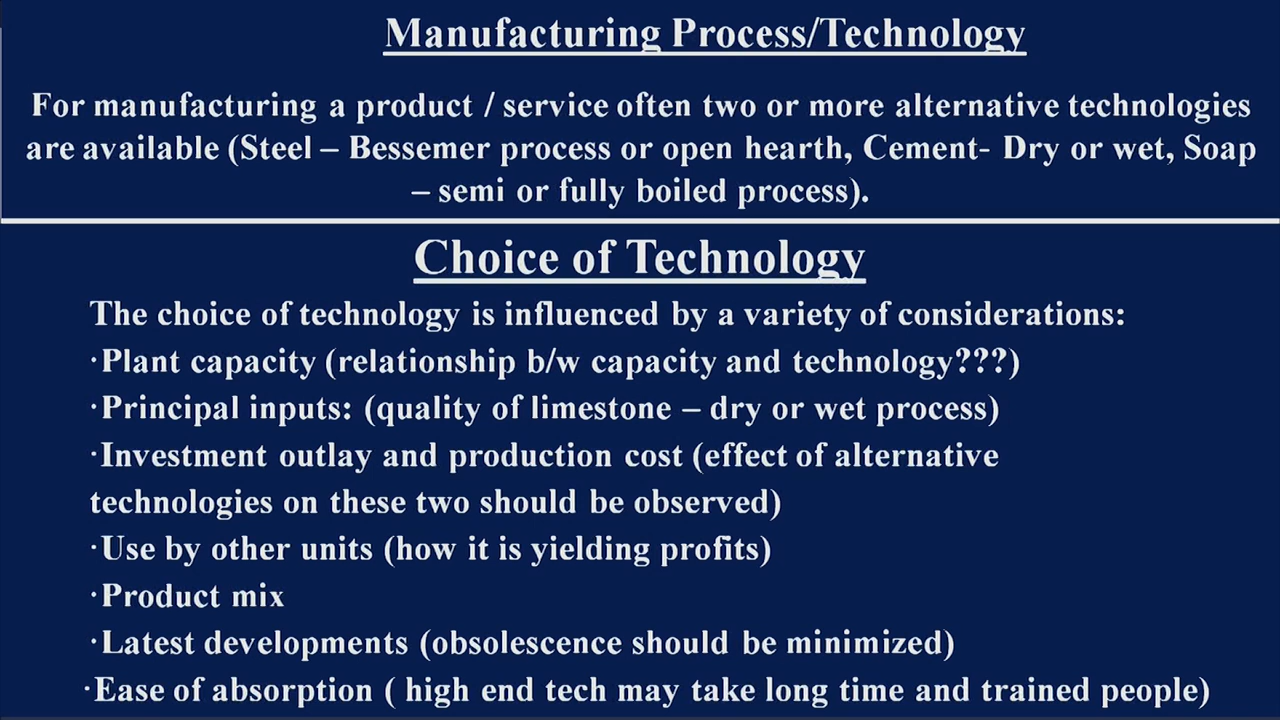 Manufacturing Process/Technology
For manufacturing a product / service often two or more alternative technologies
are available (Steel – Bessemer process or open hearth, Cement- Dry or wet, Soap
– semi or fully boiled process).
Choice of Technology
The choice of technology is influenced by a variety of considerations:
·Plant capacity (relationship b/w capacity and technology???)
·Principal inputs: (quality of limestone – dry or wet process)
·Investment outlay and production cost (effect of alternative
technologies on these two should be observed)
·Use by other units (how it is yielding profits)
·Product mix
·Latest developments (obsolescence should be minimized)
·Ease of absorption ( high end tech may take long time and trained people)